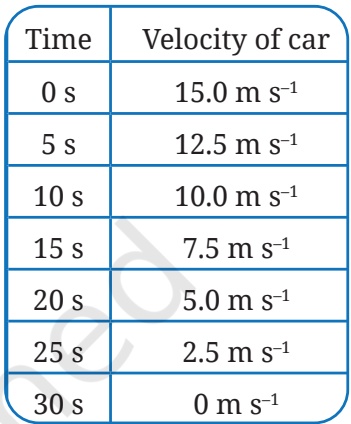 Time Velocity of car
0 s 15.0 m s⁻¹
5 s 12.5 m s⁻¹
10 s 10.0 m s⁻¹
15 s 7.5 m s⁻¹
20 s 5.0 m s⁻¹
25 s 2.5 m s⁻¹
30 s 0 m s⁻¹